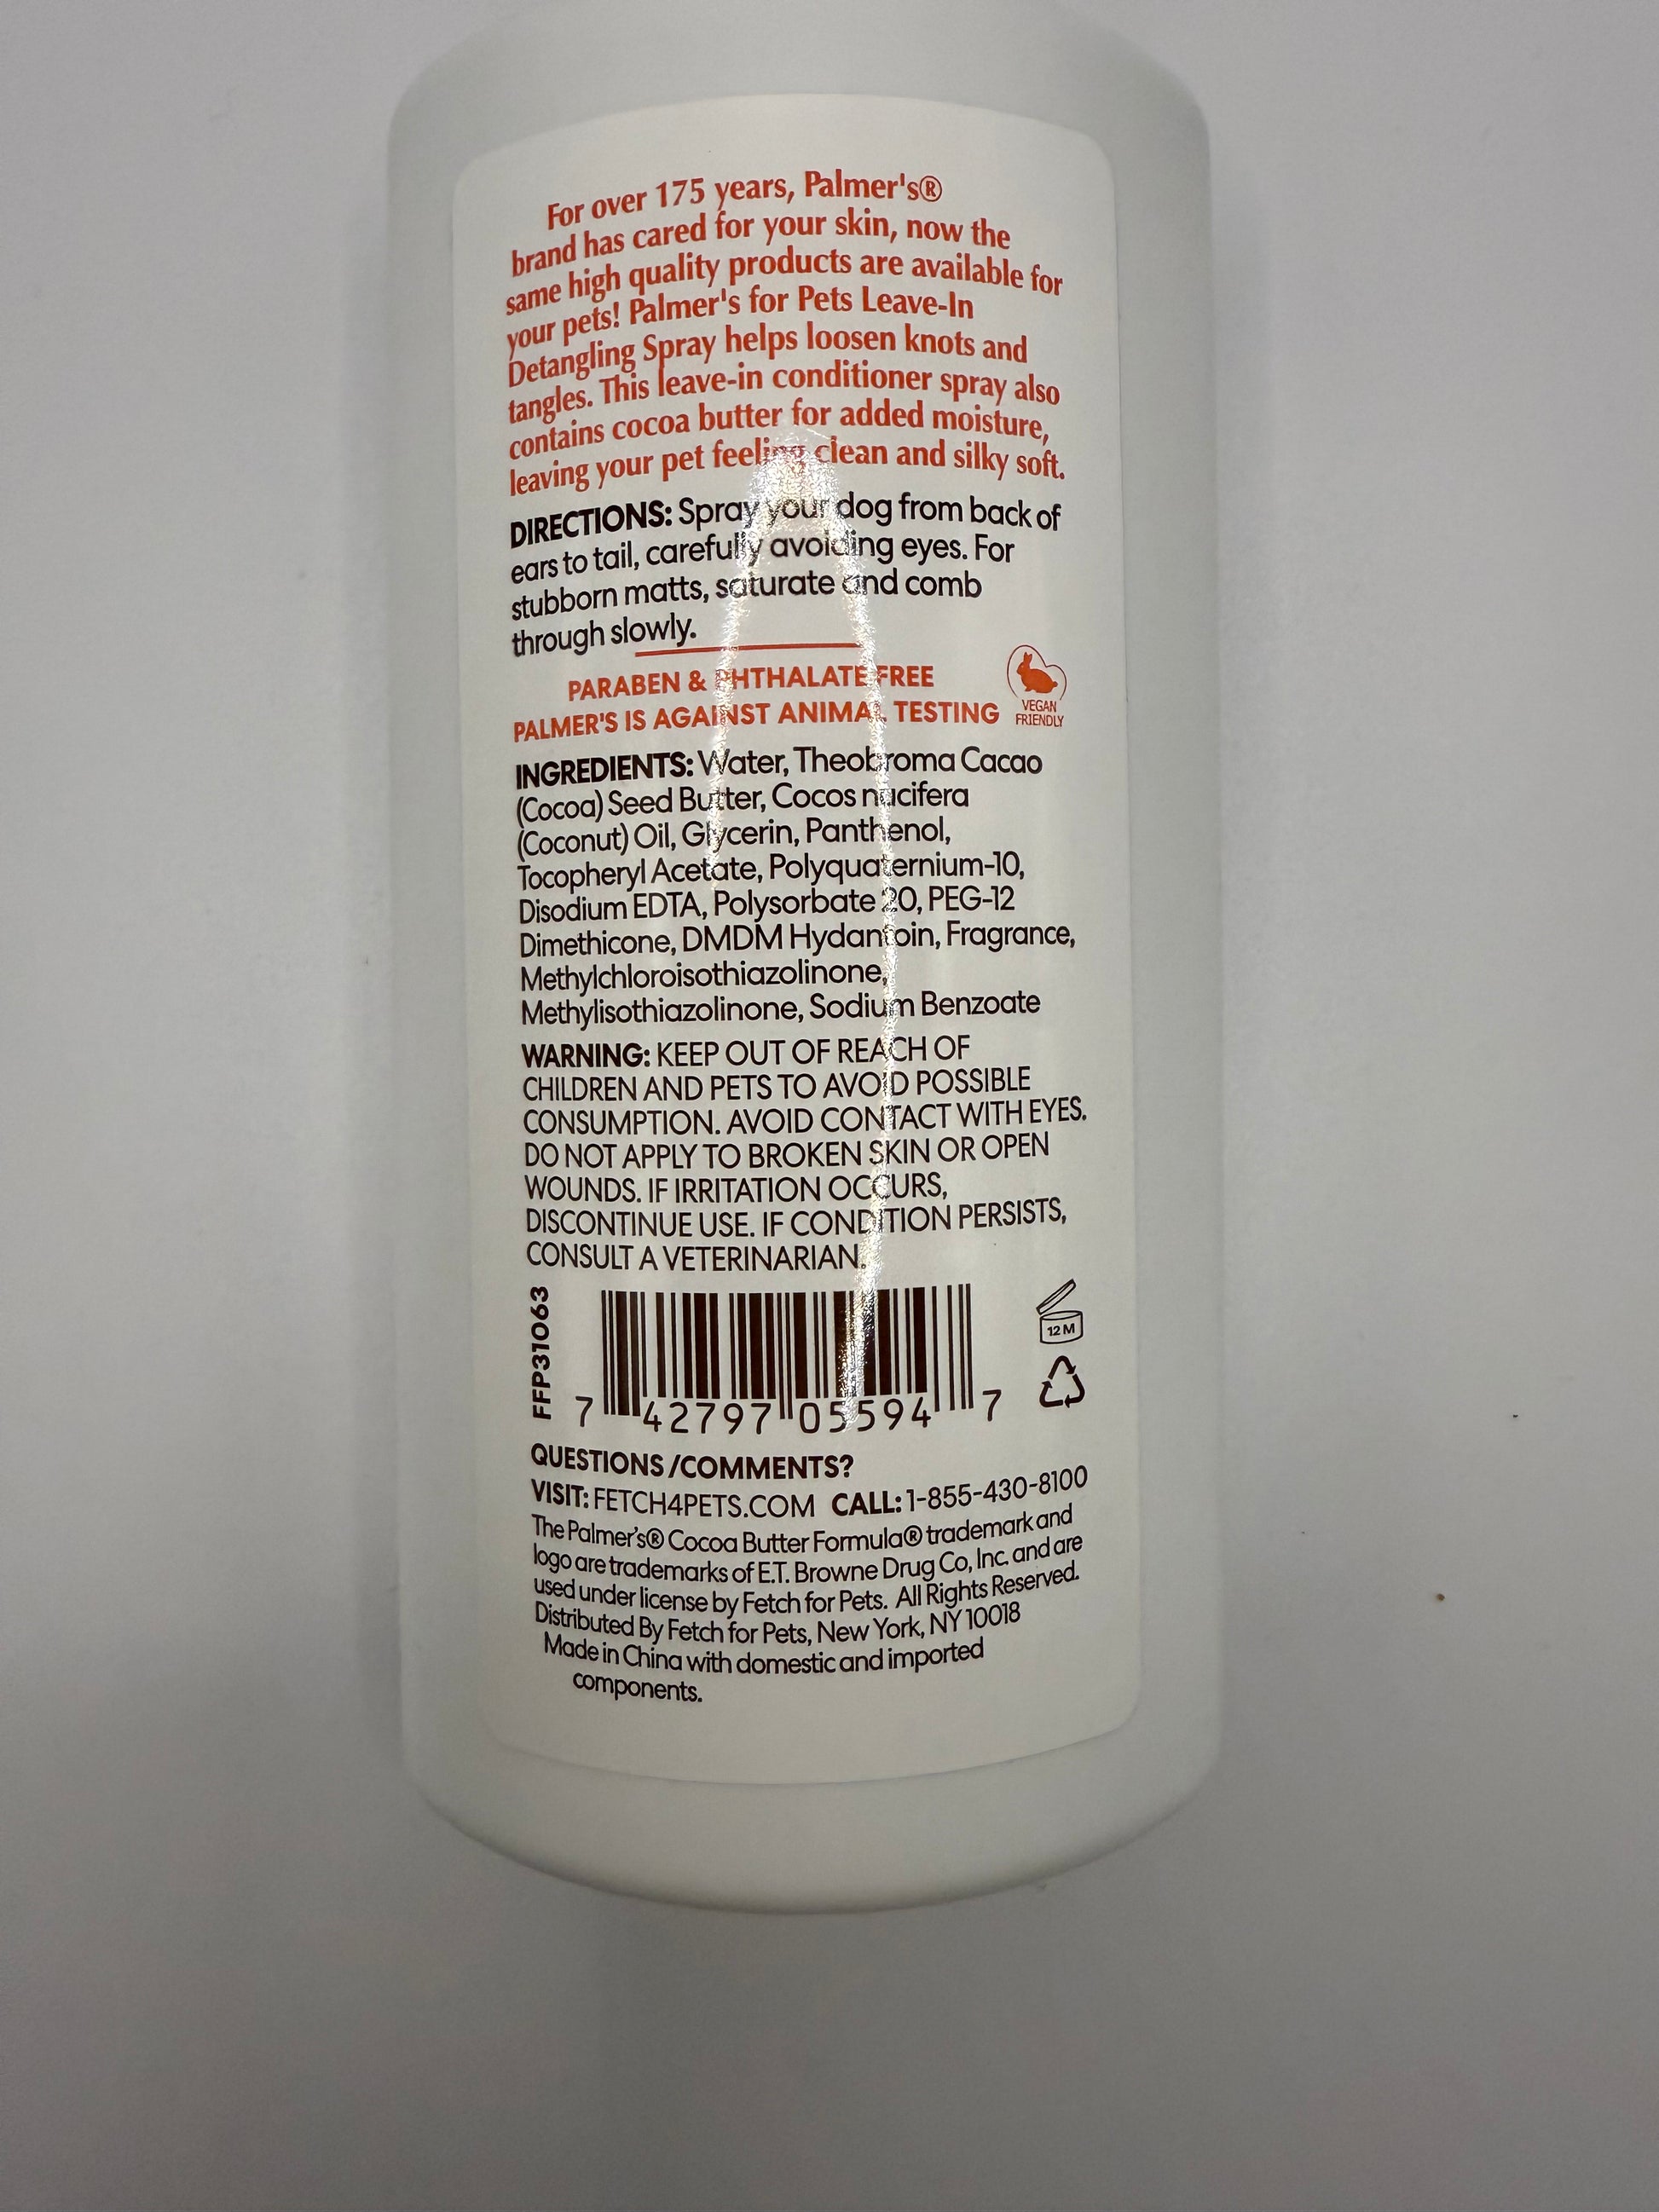 For over 175 years, Palmer's®
brand has cared for your skin, now the
same high quality products are available for
your pets! Palmer's for Pets Leave-In
Detangling Spray helps loosen knots and
tangles. This leave-in conditioner spray also
contains cocoa butter for added moisture,
leaving your pet feeling clean and silky soft.
DIRECTIONS: Spray your dog from back of
ears to tail, carefully avoiding eyes. For
stubborn matts, saturate and comb
through slowly.
PARABEN & PHTHALATE FREE
PALMER'S IS AGAINST ANIMAL TESTING
VEGAN
FRIENDLY
INGREDIENTS: Water, Theobroma Cacao
(Cocoa) Seed Butter, Cocos nucifera
(Coconut) Oil, Glycerin, Panthenol,
Tocopheryl Acetate, Polyquaternium-10,
Disodium EDTA, Polysorbate 20, PEG-12
Dimethicone, DMDM Hydantoin, Fragrance,
Methylchloroisothiazolinone,
Methylisothiazolinone, Sodium Benzoate
WARNING: KEEP OUT OF REACH OF
CHILDREN AND PETS TO AVOID POSSIBLE
CONSUMPTION. AVOID CONTACT WITH EYES.
DO NOT APPLY TO BROKEN SKIN OR OPEN
WOUNDS. IF IRRITATION OCCURS,
DISCONTINUE USE. IF CONDITION PERSISTS,
CONSULT A VETERINARIAN.
FFP31063
7 42797 05594 7
12 M
QUESTIONS /COMMENTS?
VISIT: FETCH4PETS.COM CALL: 1-855-430-8100
The Palmer's® Cocoa Butter Formula® trademark and
logo are trademarks of E.T. Browne Drug Co, Inc. and are
used under license by Fetch for Pets. All Rights Reserved.
Distributed By Fetch for Pets, New York, NY 10018
Made in China with domestic and imported
components.